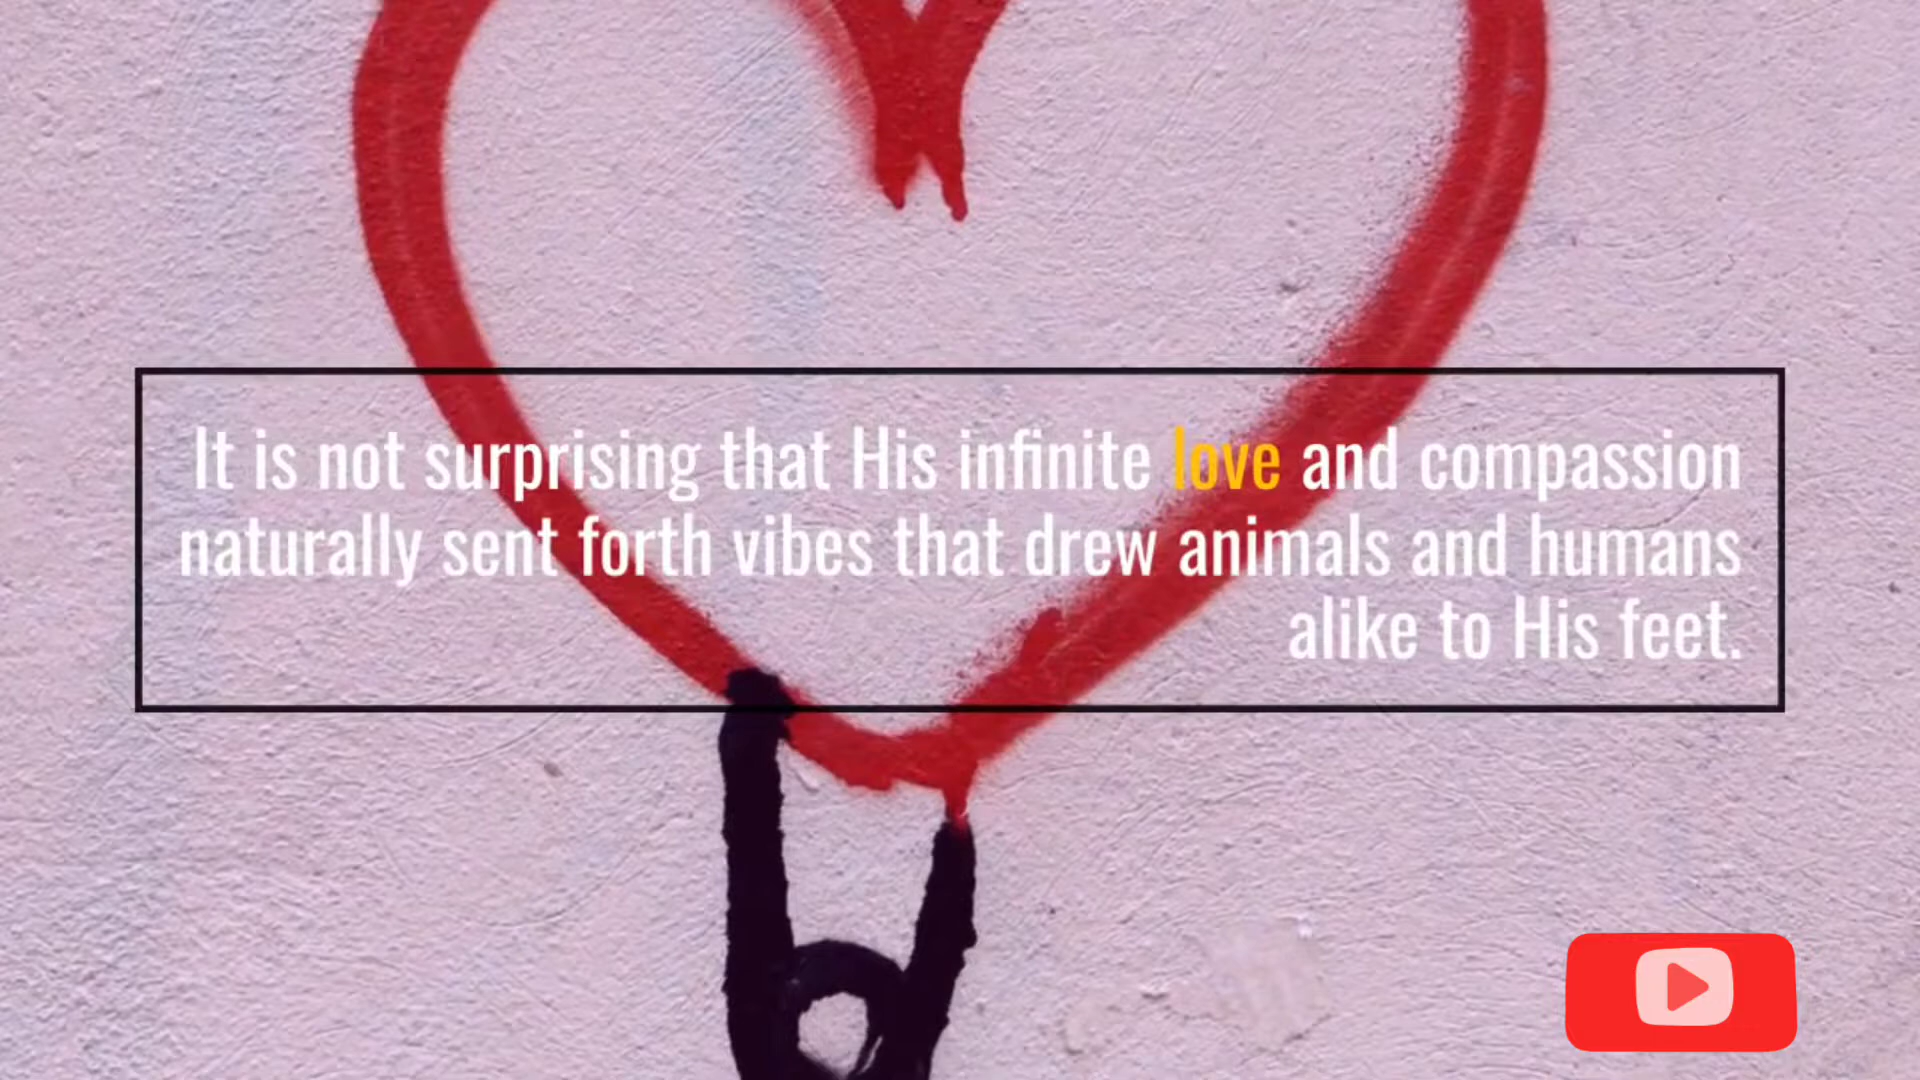 It is not surprising that His infinite love and compassion
naturally sent forth vibes that drew animals and humans
alike to His feet.